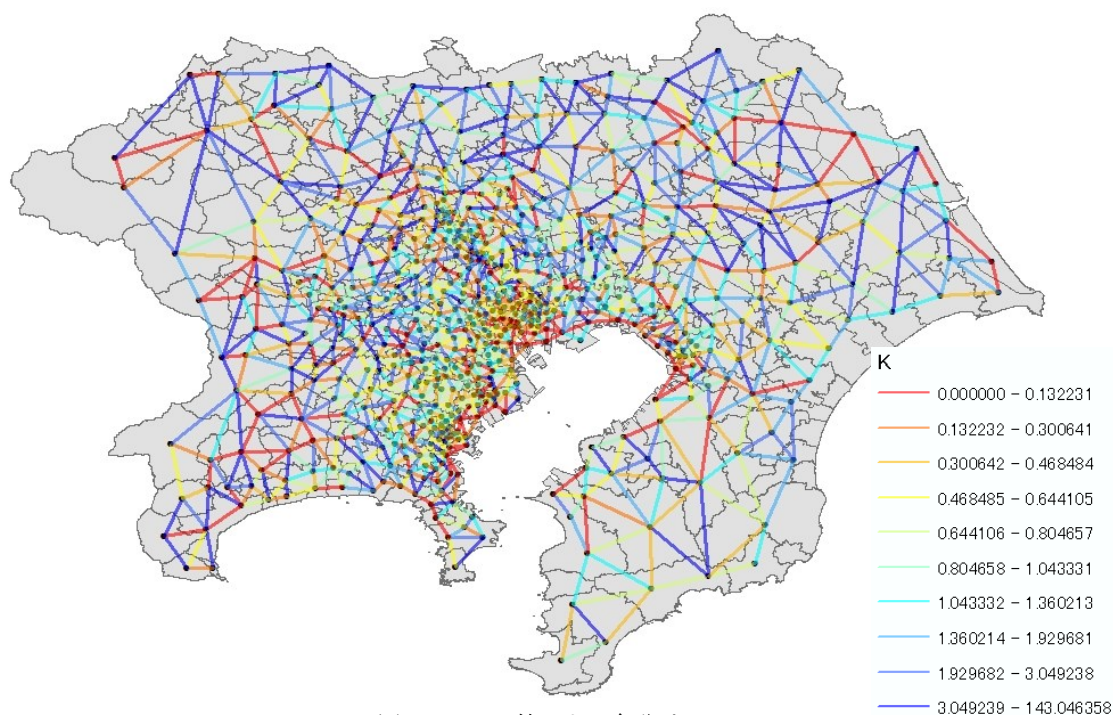 K
0.000000 - 0.132231
0.132232 - 0.300641
0.300642 - 0.468484
0.468485 - 0.644105
0.644106 - 0.804657
0.804658 - 1.043331
1.043332 - 1.360213
1.360214 - 1.929681
1.929682 - 3.049238
3.049239 - 143.046358